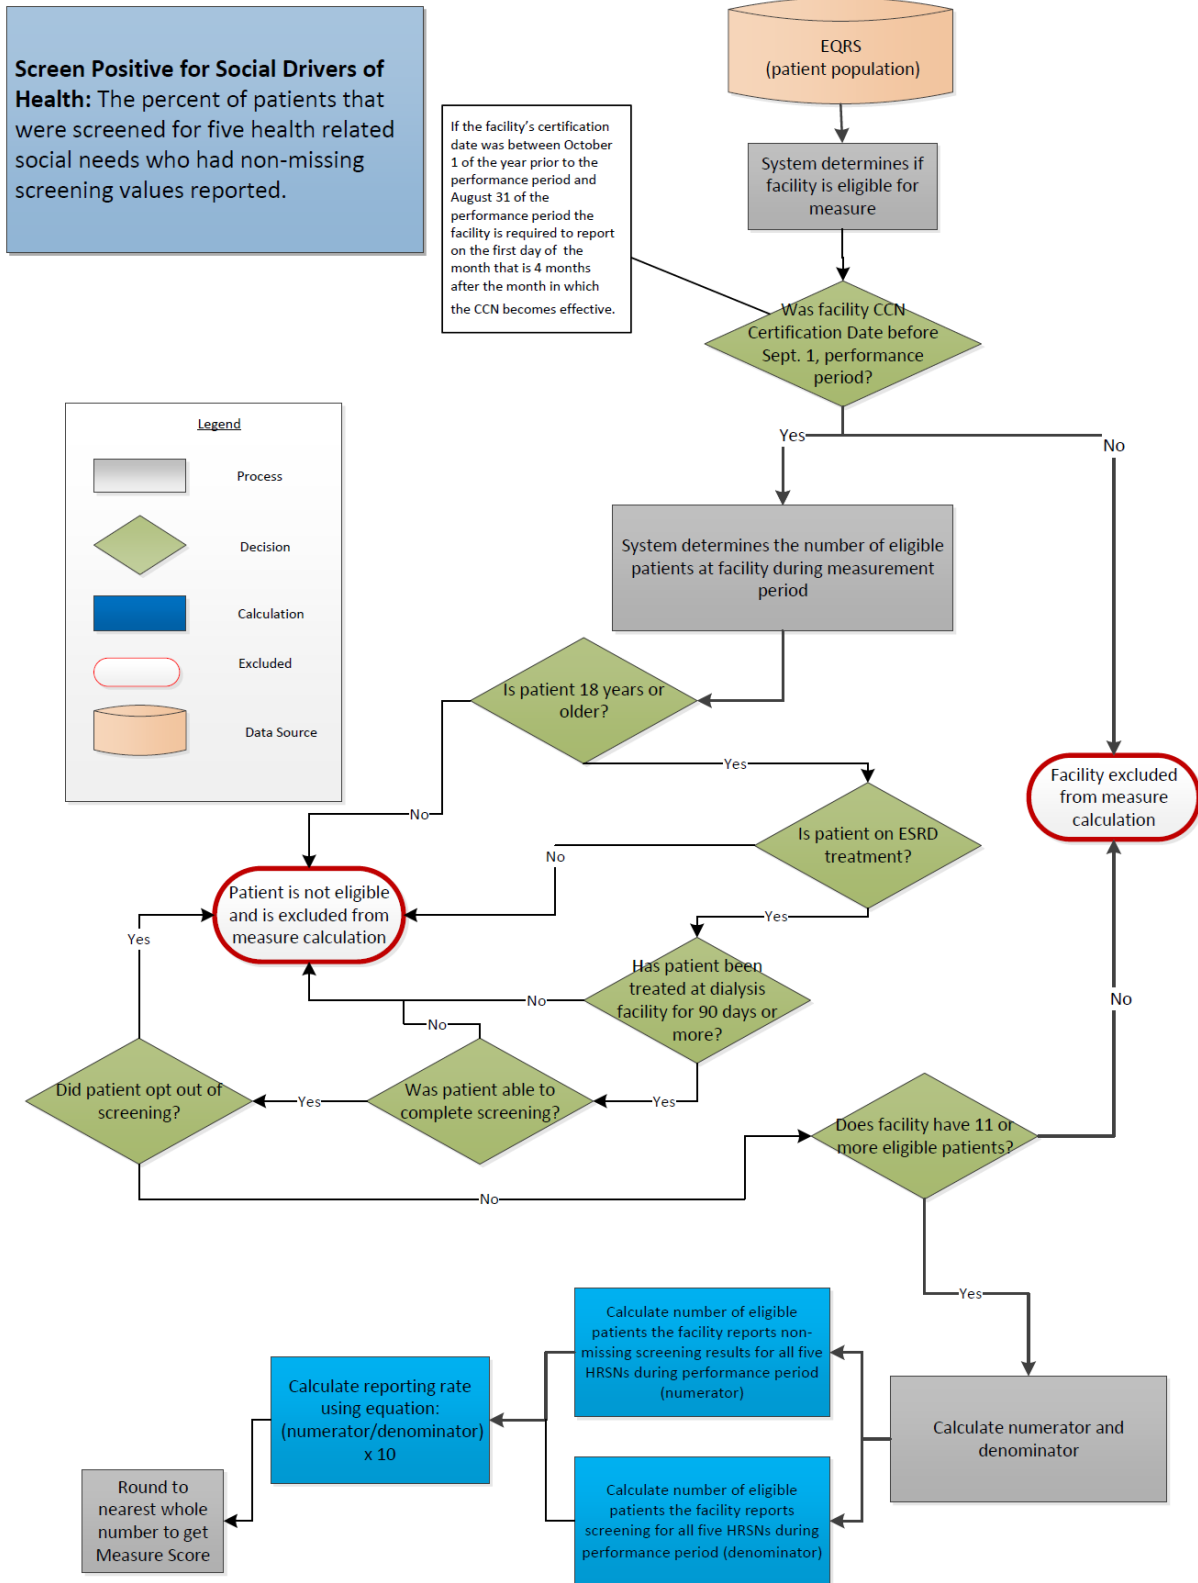 Screen Positive for Social Drivers of
Health: The percent of patients that
were screened for five health related
social needs who had non-missing
screening values reported.
EQRS
(patient population)
If the facility's certification
date was between October
1 of the year prior to the
performance period and
August 31 of the
performance period the
facility is required to report
on the first day of the
month that is 4 months
after the month in which
the CCN becomes effective.
System determines if
facility is eligible for
measure
Was facility CCN
Certification Date before
Sept. 1, performance
period?
Yes
No
Legend
Process
Decision
Calculation
Excluded
Data Source
System determines the number of eligible
patients at facility during measurement
period
Is patient 18 years or
older?
Yes
No
Facility excluded
from measure
calculation
Is patient on ESRD
treatment?
No
Yes
Patient is not eligible
and is excluded from
measure calculation
Yes
Has patient been
treated at dialysis
facility for 90 days or
more?
No
No
No
Did patient opt out of
screening?
Yes
Was patient able to
complete screening?
Yes
Does facility have 11 or
more eligible patients?
No
Yes
Calculate number of eligible
patients the facility reports non-
missing screening results for all five
HRSNs during performance period
(numerator)
Calculate reporting rate
using equation:
(numerator/denominator)
x 10
Calculate numerator and
denominator
Calculate number of eligible
patients the facility reports
screening for all five HRSNs during
performance period (denominator)
Round to
nearest whole
number to get
Measure Score